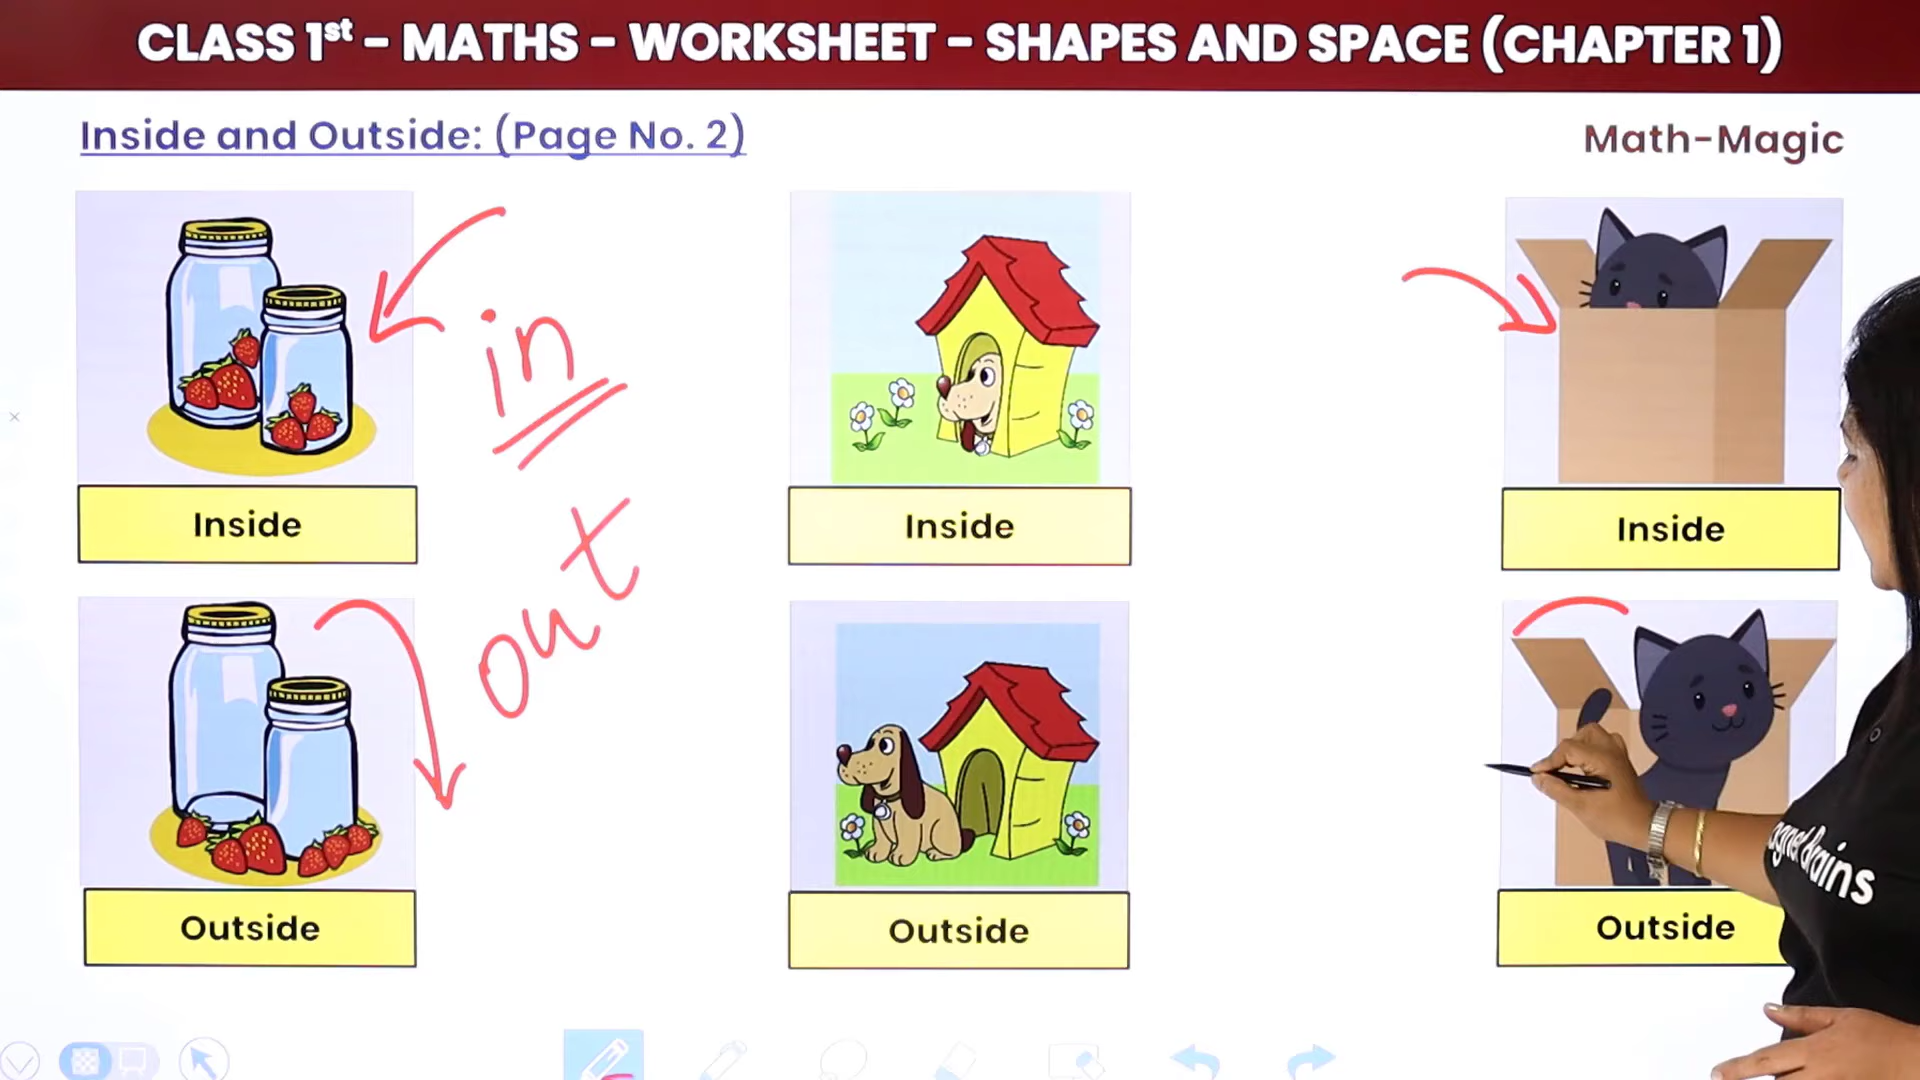 CLASS 1st - MATHS - WORKSHEET - SHAPES AND SPACE (CHAPTER 1)
Inside and Outside: (Page No. 2)
Math-Magic
in
Inside
Inside
Inside
out
Outside
Outside
Outside